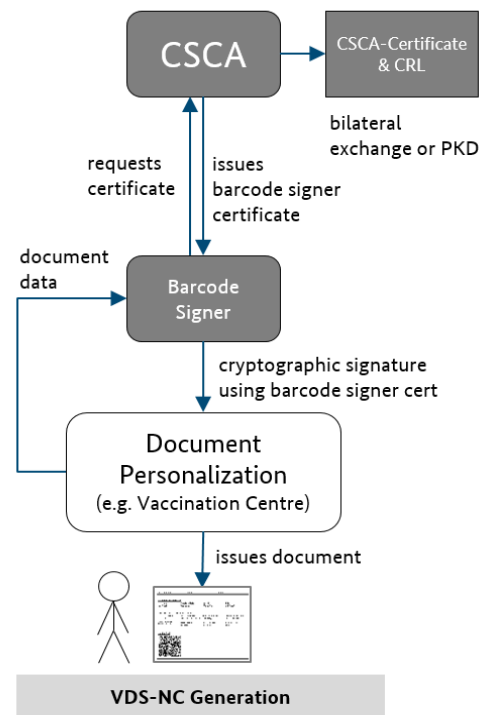 CSCA
CSCA-Certificate
& CRL
bilateral
exchange or PKD
requests
certificate
issues
barcode signer
certificate
document
data
Barcode
Signer
cryptographic signature
using barcode signer cert
Document
Personalization
(e.g. Vaccination Centre)
issues document
VDS-NC Generation